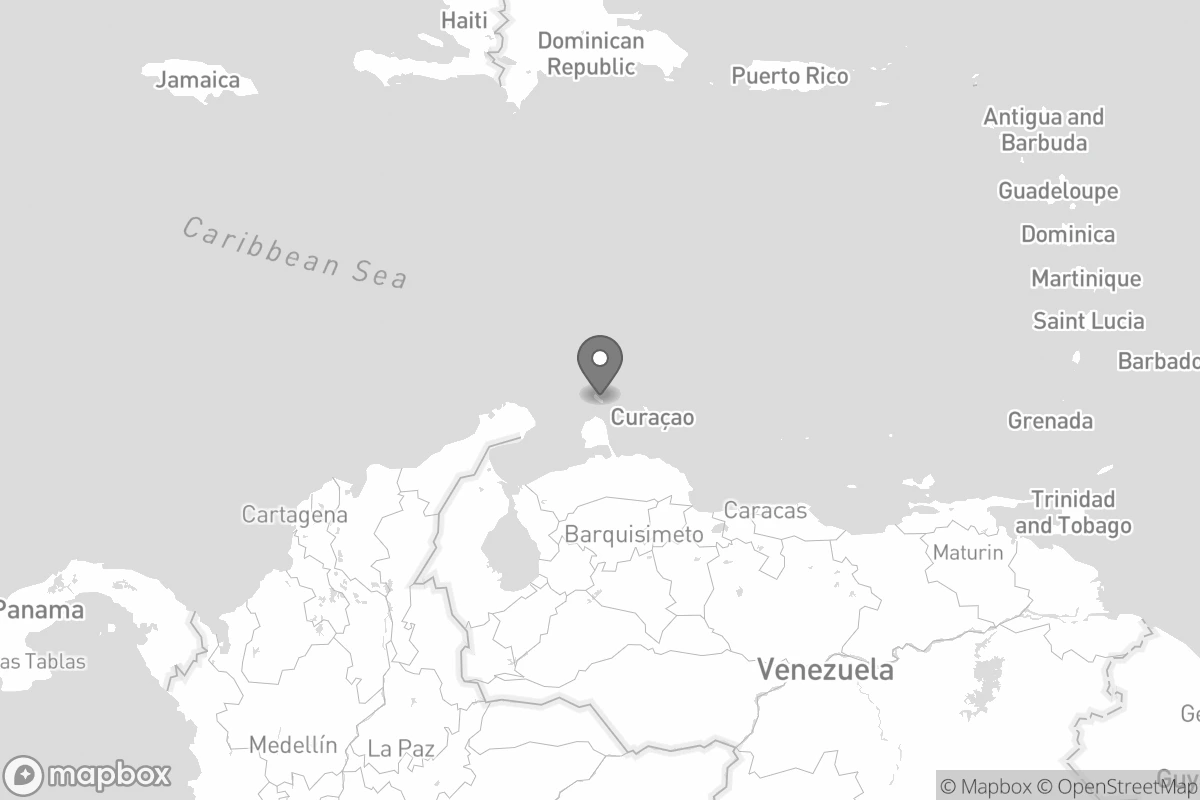 Haiti
Dominican
Republic
Jamaica
Puerto Rico
Antigua and
Barbuda
Guadeloupe
Caribbean Sea
Dominica
Martinique
Saint Lucia
Barbado
Curaçao
Grenada
Cartagena
Caracas
Trinidad
and Tobago
Barquisimeto
Maturin
Panama
as Tablas
Venezuela
Ge
Medellín
La Paz
mapbox
Guy
© Mapbox © OpenStreetMap